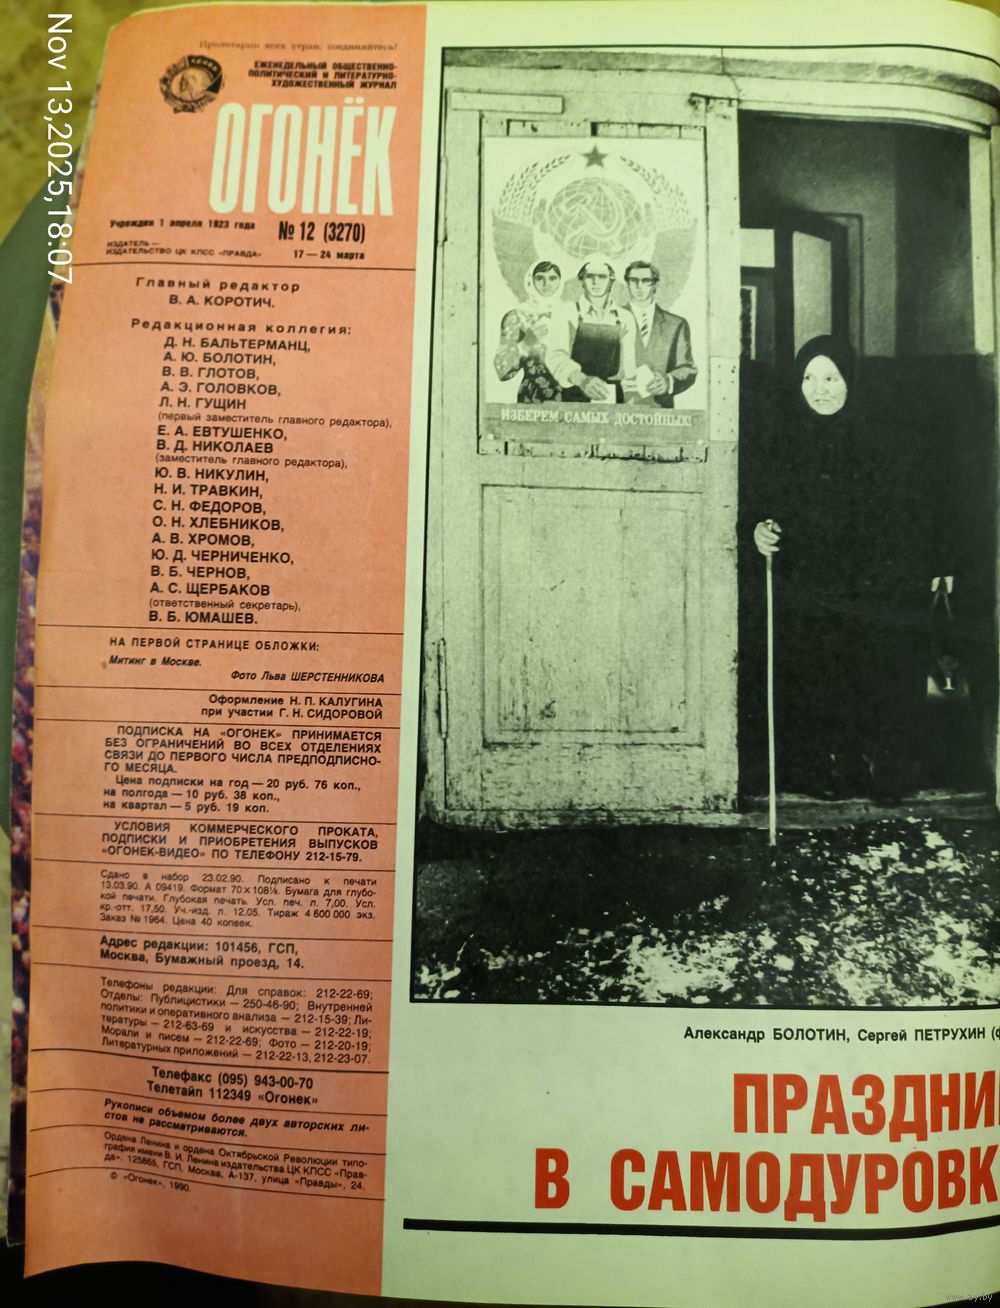 Nov 13,2025,18:07
Пролетарии всех стран, соединяйтесь!
ЕЖЕНЕДЕЛЬНЫЙ ОБЩЕСТВЕННО-
ПОЛИТИЧЕСКИЙ И ЛИТЕРАТУРНО-
ХУДОЖЕСТВЕННЫЙ ЖУРНАЛ
ОГОНЁК
Учрежден 1 апреля 1923 года
№ 12 (3270)
ИЗДАТЕЛЬ —
ИЗДАТЕЛЬСТВО ЦК КПСС «ПРАВДА»
17 — 24 марта
Главный редактор
В. А. КОРОТИЧ.
Редакционная коллегия:
Д. Н. БАЛЬТЕРМАНЦ,
А. Ю. БОЛОТИН,
В. В. ГЛОТОВ,
А. Э. ГОЛОВКОВ,
Л. Н. ГУЩИН
(первый заместитель главного редактора),
Е. А. ЕВТУШЕНКО,
В. Д. НИКОЛАЕВ
(заместитель главного редактора),
Ю. В. НИКУЛИН,
Н. И. ТРАВКИН,
С. Н. ФЕДОРОВ,
О. Н. ХЛЕБНИКОВ,
А. В. ХРОМОВ,
Ю. Д. ЧЕРНИЧЕНКО,
В. Б. ЧЕРНОВ,
А. С. ЩЕРБАКОВ
(ответственный секретарь),
В. Б. ЮМАШЕВ.
НА ПЕРВОЙ СТРАНИЦЕ ОБЛОЖКИ:
Митинг в Москве.
Фото Льва ШЕРСТЕННИКОВА
Оформление Н. П. КАЛУГИНА
при участии Г. Н. СИДОРОВОЙ
ПОДПИСКА НА «ОГОНЕК» ПРИНИМАЕТСЯ
БЕЗ ОГРАНИЧЕНИЙ ВО ВСЕХ ОТДЕЛЕНИЯХ
СВЯЗИ ДО ПЕРВОГО ЧИСЛА ПРЕДПОДПИСНО-
ГО МЕСЯЦА.
Цена подписки на год — 20 руб. 76 коп.,
на полгода — 10 руб. 38 коп.,
на квартал — 5 руб. 19 коп.
УСЛОВИЯ КОММЕРЧЕСКОГО ПРОКАТА,
ПОДПИСКИ И ПРИОБРЕТЕНИЯ ВЫПУСКОВ
«ОГОНЕК-ВИДЕО» ПО ТЕЛЕФОНУ 212-15-79.
Сдано в набор 23.02.90. Подписано к печати
13.03.90. А 09419. Формат 70×108⅛. Бумага для глубо-
кой печати. Глубокая печать. Усл. печ. л. 7,00. Усл.
кр.-отт. 17,50. Уч.-изд. л. 12.05. Тираж 4 600 000 экз.
Заказ № 1964. Цена 40 копеек.
Адрес редакции: 101456, ГСП,
Москва, Бумажный проезд, 14.
Телефоны редакции: Для справок: 212-22-69;
Отделы: Публицистики — 250-46-90; Внутренней
политики и оперативного анализа — 212-15-39; Ли-
тературы — 212-63-69 и искусства — 212-22-19;
Морали и писем — 212-22-69; Фото — 212-20-19;
Литературных приложений — 212-22-13, 212-23-07.
Телефакс (095) 943-00-70
Телетайп 112349 «Огонек»
Рукописи объемом более двух авторских ли-
стов не рассматриваются.
Ордена Ленина и ордена Октябрьской Революции типо-
графия имени В. И. Ленина издательства ЦК КПСС «Прав-
да». 125865, ГСП, Москва, А-137, улица «Правды», 24.
© «Огонек», 1990.
ИЗБЕРЕМ САМЫХ ДОСТОЙНЫХ!
Александр БОЛОТИН, Сергей ПЕТРУХИН (ф
ПРАЗДНИ
В САМОДУРОВК
www.ay.by